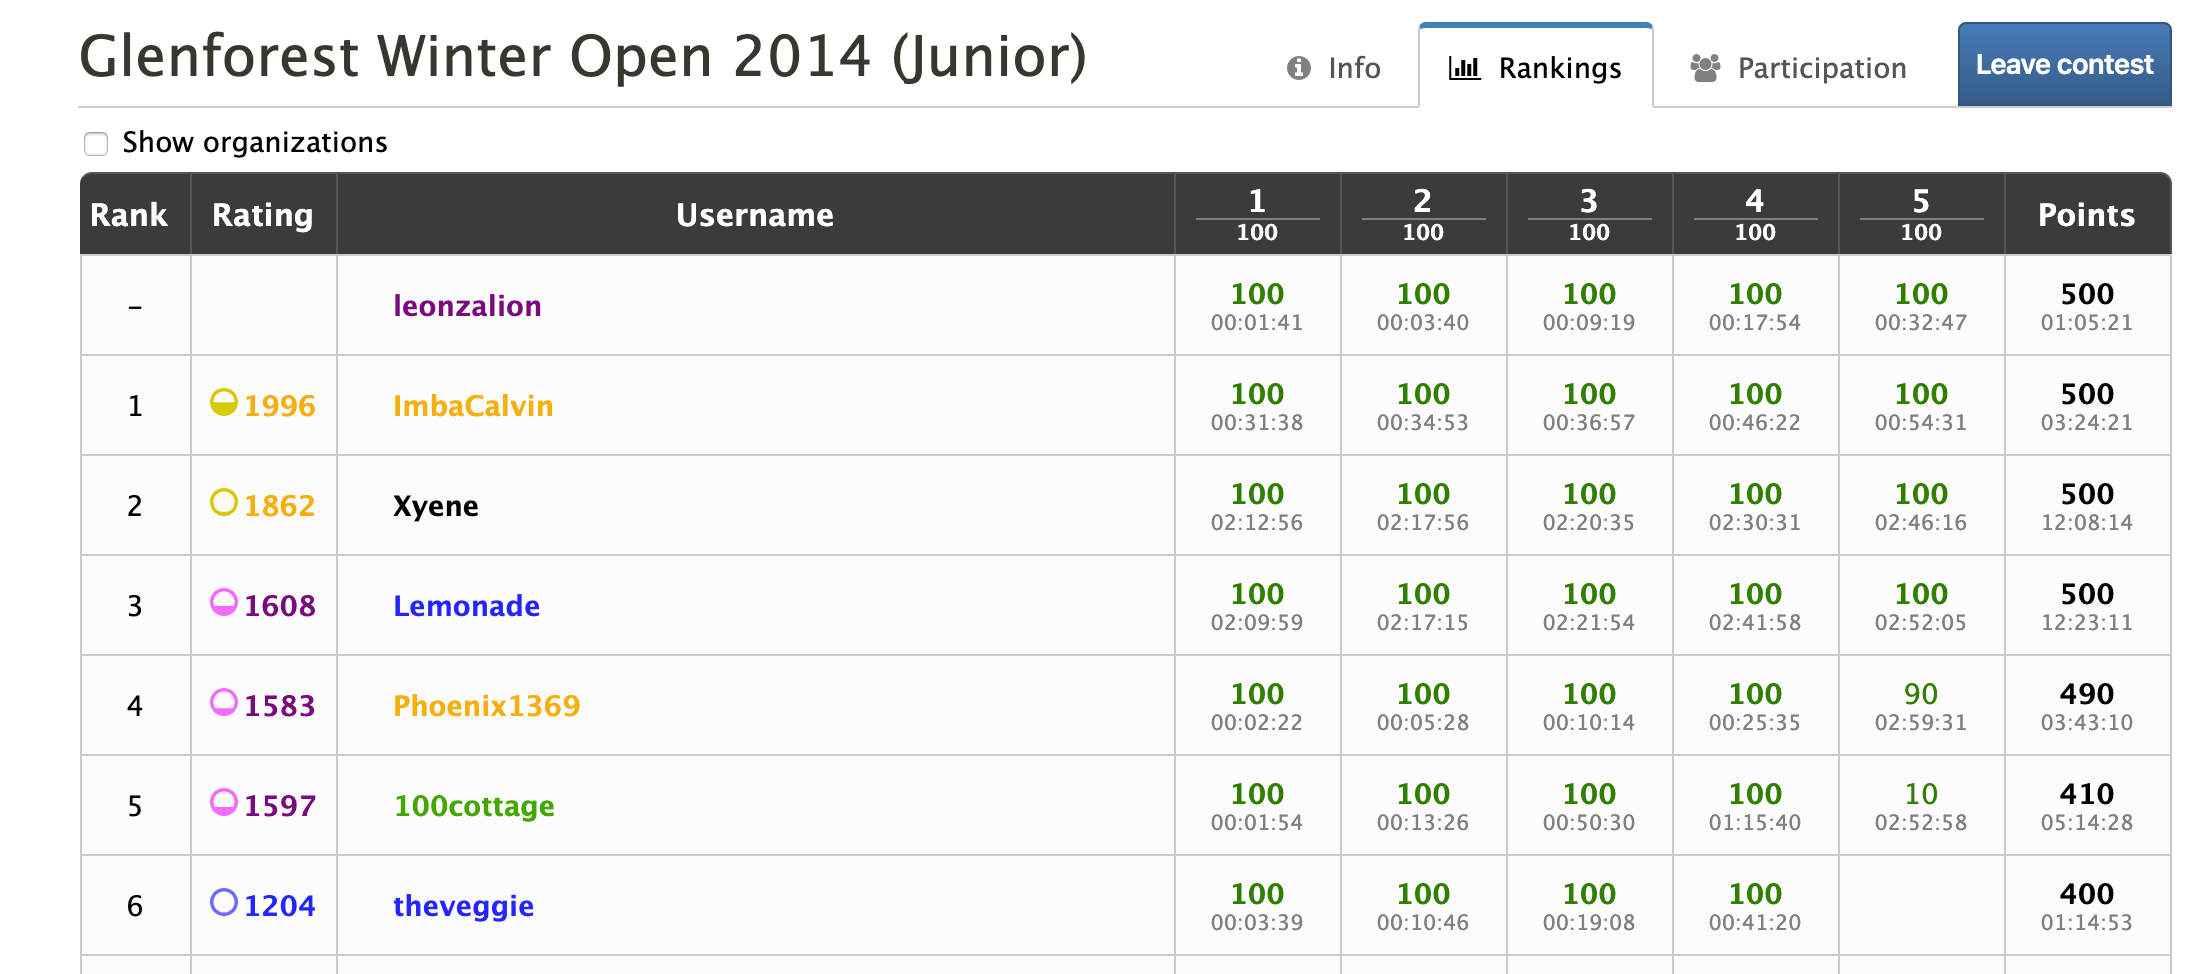 Glenforest Winter Open 2014 (Junior)
Info
Rankings
Participation
Leave contest
Show organizations
Rank Rating Username 1 2 3 4 5 Points
100 100 100 100 100
– leonzalion 100 100 100 100 100 500
00:01:41 00:03:40 00:09:19 00:17:54 00:32:47 01:05:21
1 1996 ImbaCalvin 100 100 100 100 100 500
00:31:38 00:34:53 00:36:57 00:46:22 00:54:31 03:24:21
2 1862 Xyene 100 100 100 100 100 500
02:12:56 02:17:56 02:20:35 02:30:31 02:46:16 12:08:14
3 1608 Lemonade 100 100 100 100 100 500
02:09:59 02:17:15 02:21:54 02:41:58 02:52:05 12:23:11
4 1583 Phoenix1369 100 100 100 100 90 490
00:02:22 00:05:28 00:10:14 00:25:35 02:59:31 03:43:10
5 1597 100cottage 100 100 100 100 10 410
00:01:54 00:13:26 00:50:30 01:15:40 02:52:58 05:14:28
6 1204 theveggie 100 100 100 100 400
00:03:39 00:10:46 00:19:08 00:41:20 01:14:53